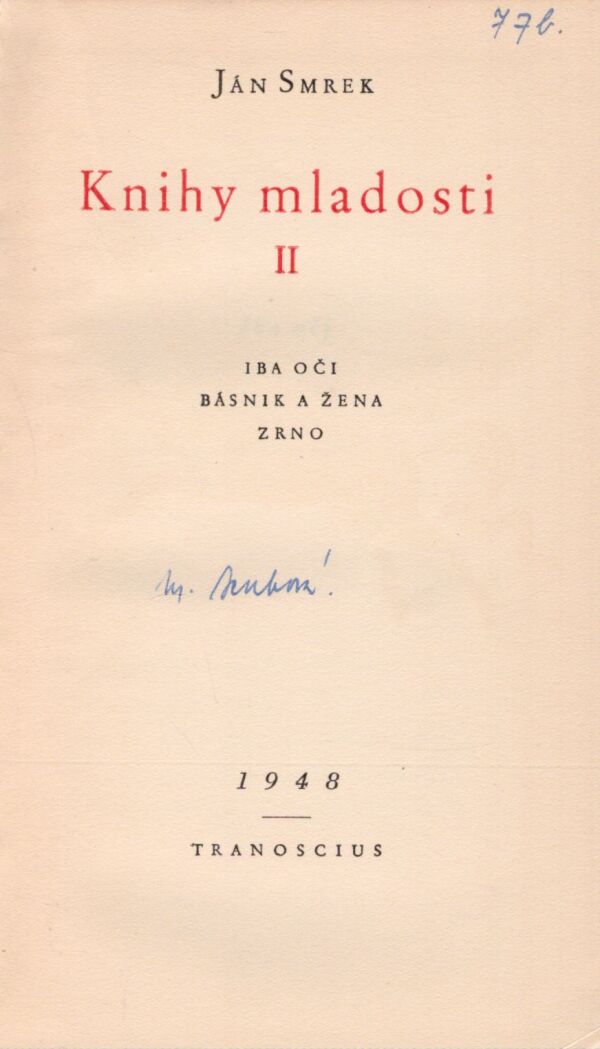 77b.
JÁN SMREK
Knihy mladosti
II
IBA OČI
BÁSNIK A ŽENA
ZRNO
1948
TRANOSCIUS